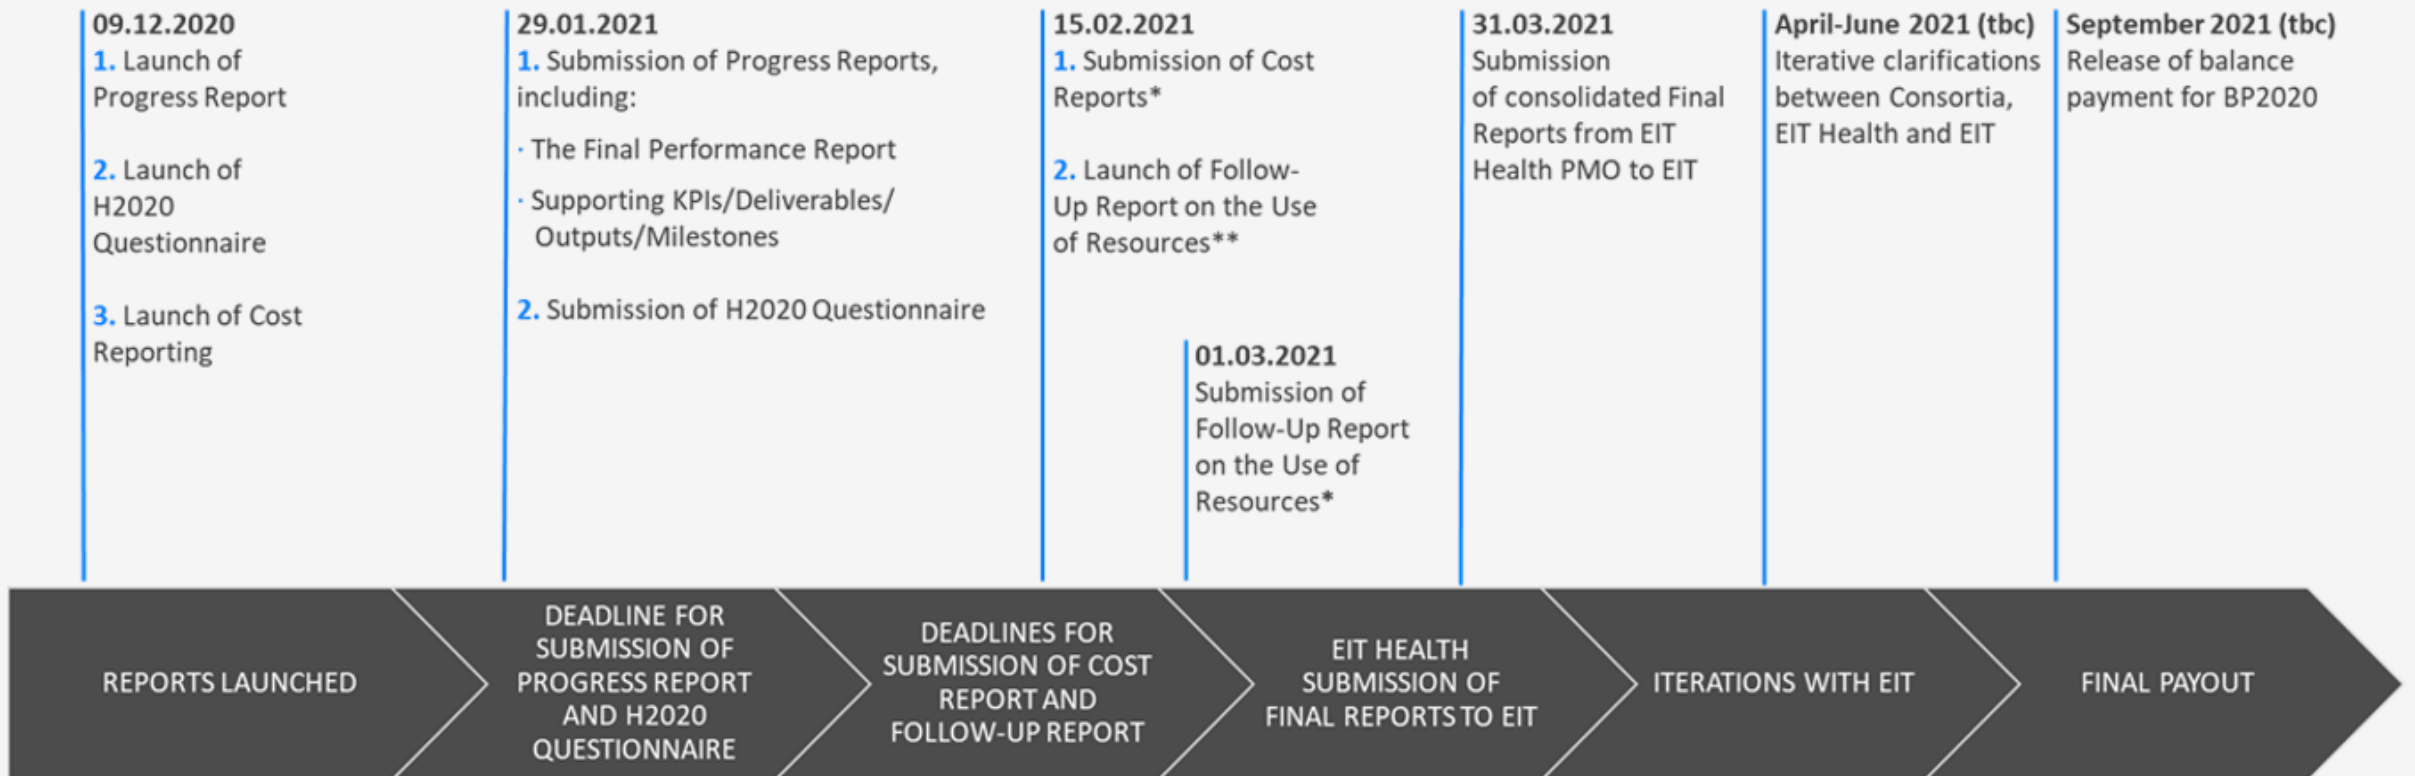 09.12.2020
1. Launch of
Progress Report
2. Launch of
H2020
Questionnaire
3. Launch of Cost
Reporting
29.01.2021
1. Submission of Progress Reports,
including:
· The Final Performance Report
· Supporting KPIs/Deliverables/
Outputs/Milestones
2. Submission of H2020 Questionnaire
15.02.2021
1. Submission of Cost
Reports*
2. Launch of Follow-
Up Report on the Use
of Resources**
01.03.2021
Submission of
Follow-Up Report
on the Use of
Resources*
31.03.2021
Submission
of consolidated Final
Reports from EIT
Health PMO to EIT
April-June 2021 (tbc)
Iterative clarifications
between Consortia,
EIT Health and EIT
September 2021 (tbc)
Release of balance
payment for BP2020
REPORTS LAUNCHED
DEADLINE FOR
SUBMISSION OF
PROGRESS REPORT
AND H2020
QUESTIONNAIRE
DEADLINES FOR
SUBMISSION OF COST
REPORT AND
FOLLOW-UP REPORT
EIT HEALTH
SUBMISSION OF
FINAL REPORTS TO EIT
ITERATIONS WITH EIT
FINAL PAYOUT